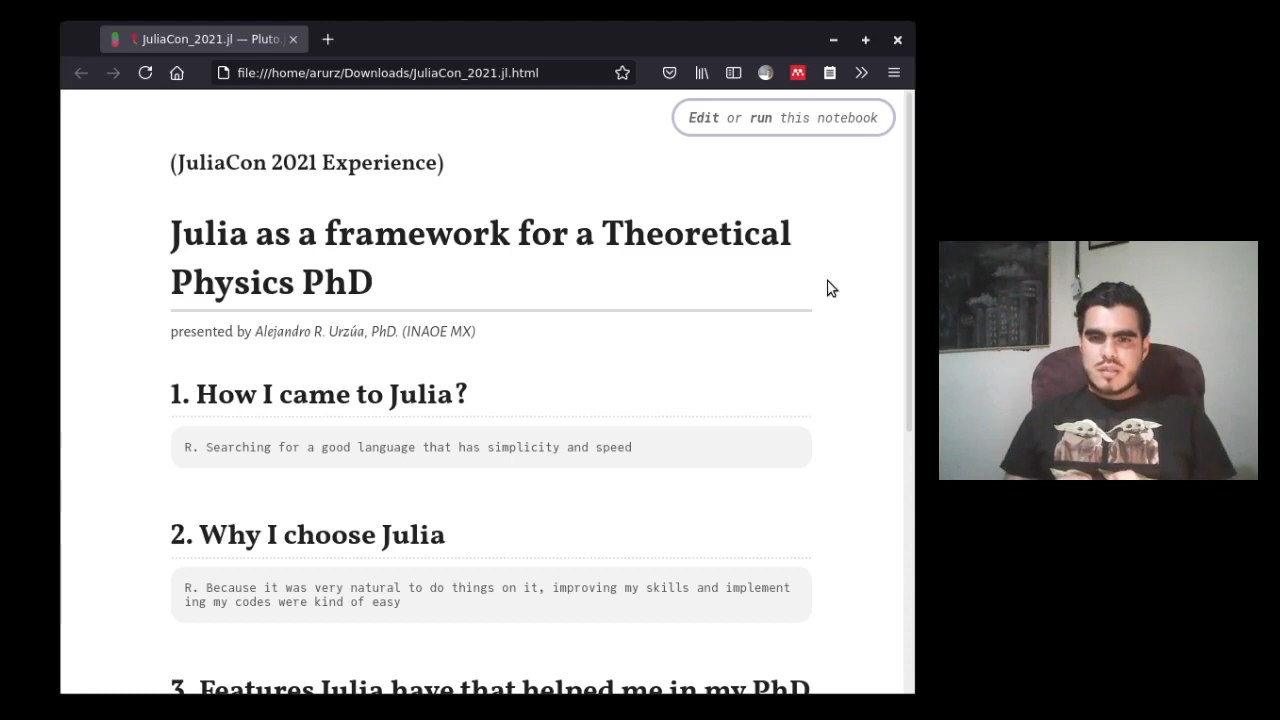 JuliaCon_2021.jl — Pluto.
file:///home/arurz/Downloads/JuliaCon_2021.jl.html
Edit or run this notebook
(JuliaCon 2021 Experience)
Julia as a framework for a Theoretical
Physics PhD
presented by Alejandro R. Urzúa, PhD. (INAOE MX)
1. How I came to Julia?
R. Searching for a good language that has simplicity and speed
2. Why I choose Julia
R. Because it was very natural to do things on it, improving my skills and implement
ing my codes were kind of easy
3. Features Julia have that helped me in my PhD